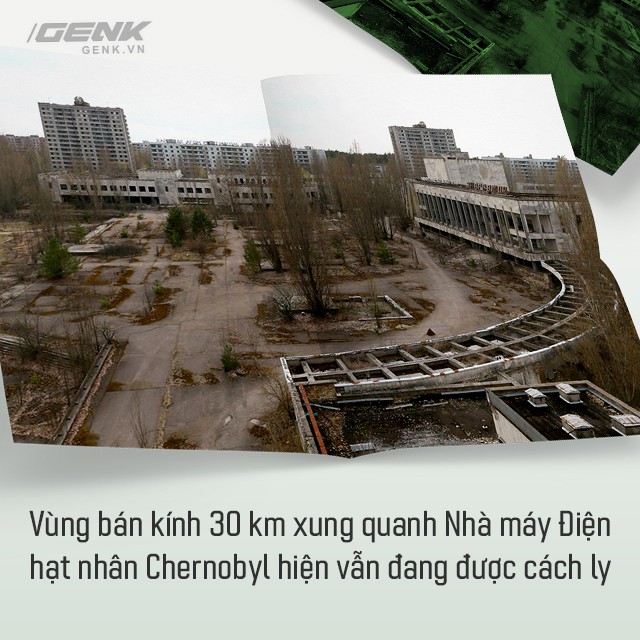 GENK
GENK.VN
Vùng bán kính 30 km xung quanh Nhà máy Điện
hạt nhân Chernobyl hiện vẫn đang được cách ly